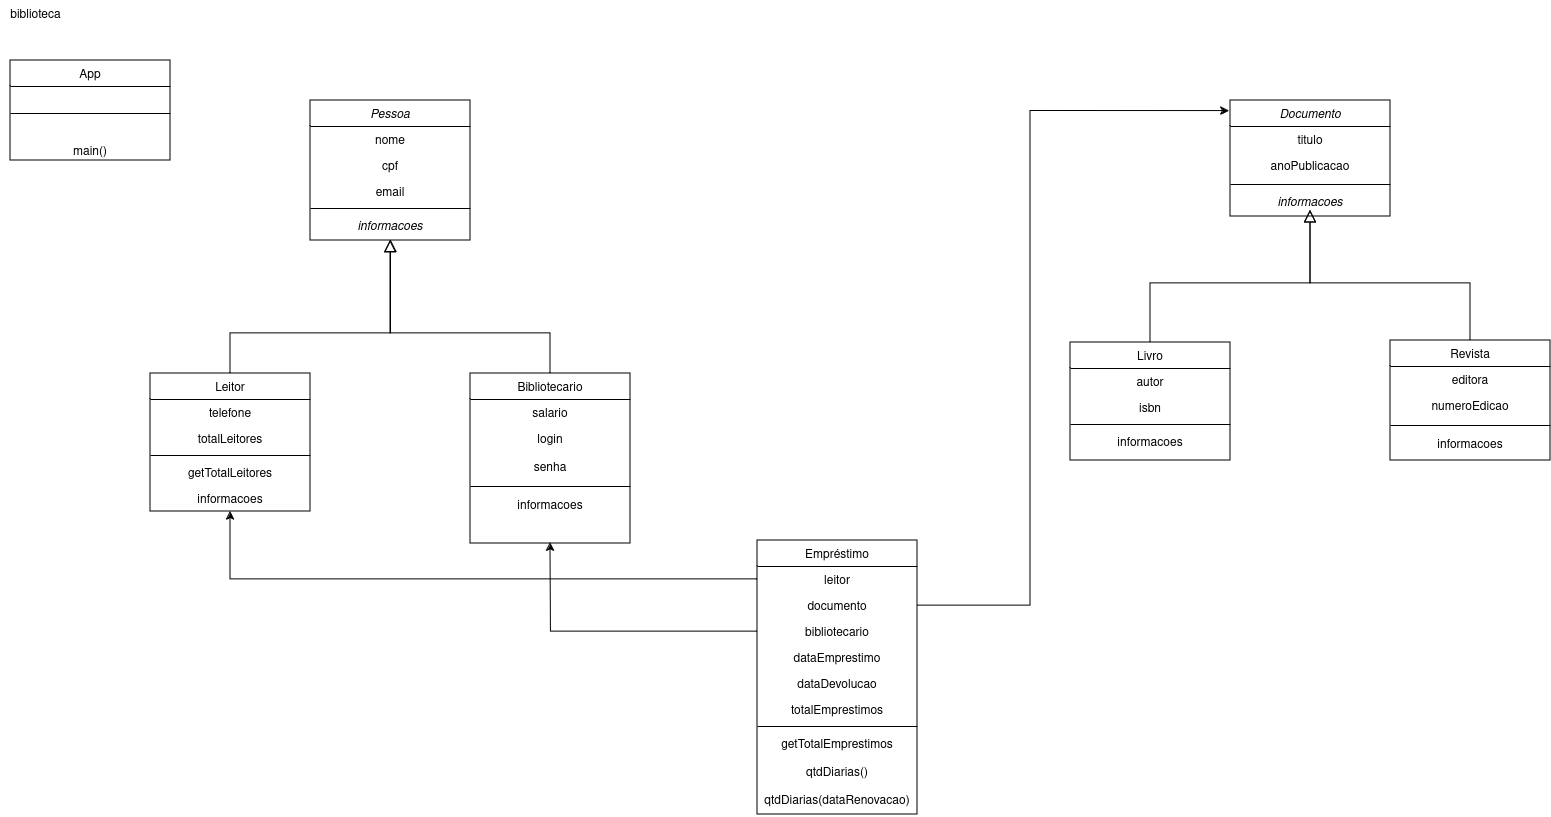 biblioteca
App
main()
Pessoa
nome
cpf
email
informacoes
Documento
titulo
anoPublicacao
informacoes
Leitor
telefone
totalLeitores
getTotalLeitores
informacoes
Bibliotecario
salario
login
senha
informacoes
Livro
autor
isbn
informacoes
Revista
editora
numeroEdicao
informacoes
Empréstimo
leitor
documento
bibliotecario
dataEmprestimo
dataDevolucao
totalEmprestimos
getTotalEmprestimos
qtdDiarias()
qtdDiarias(dataRenovacao)